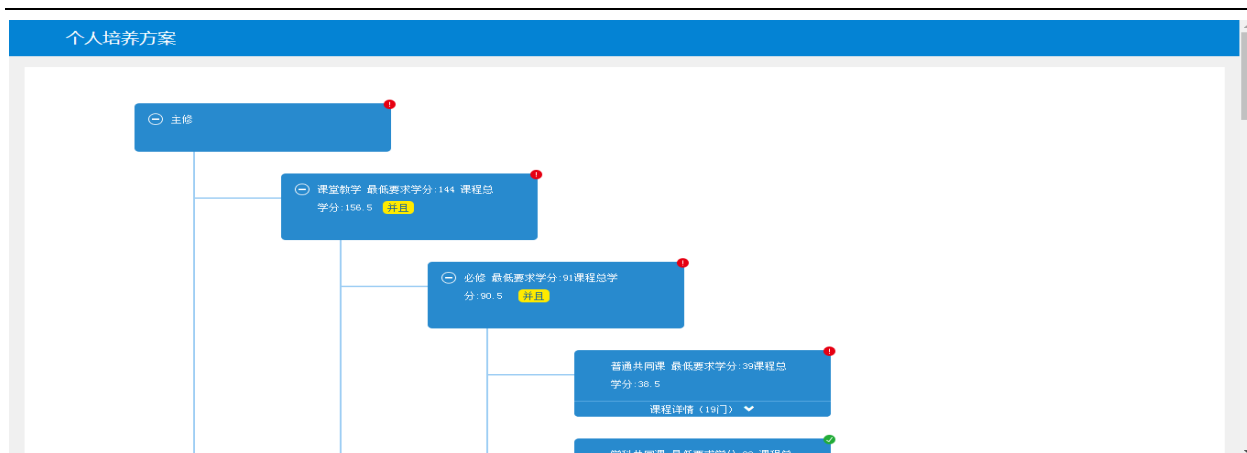 个人培养方案
主修
课堂教学 最低要求学分:144 课程总
学分:156.5 并且
必修 最低要求学分:91课程总学
分:90.5 并且
普通共同课 最低要求学分:39课程总
学分:38.5
课程详情（19门）